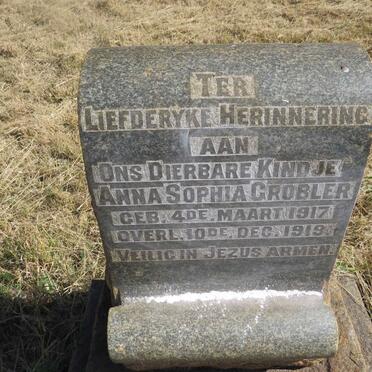 TER
LIEFDERYKE HERINNERING
AAN
ONS DIERBARE KINDJE
ANNA SOPHIA GROBLER
GEB. 4DE. MAART 1917
OVERL. 10DE. DEC. 1919.
VEILIG IN JEZUS ARMEN.